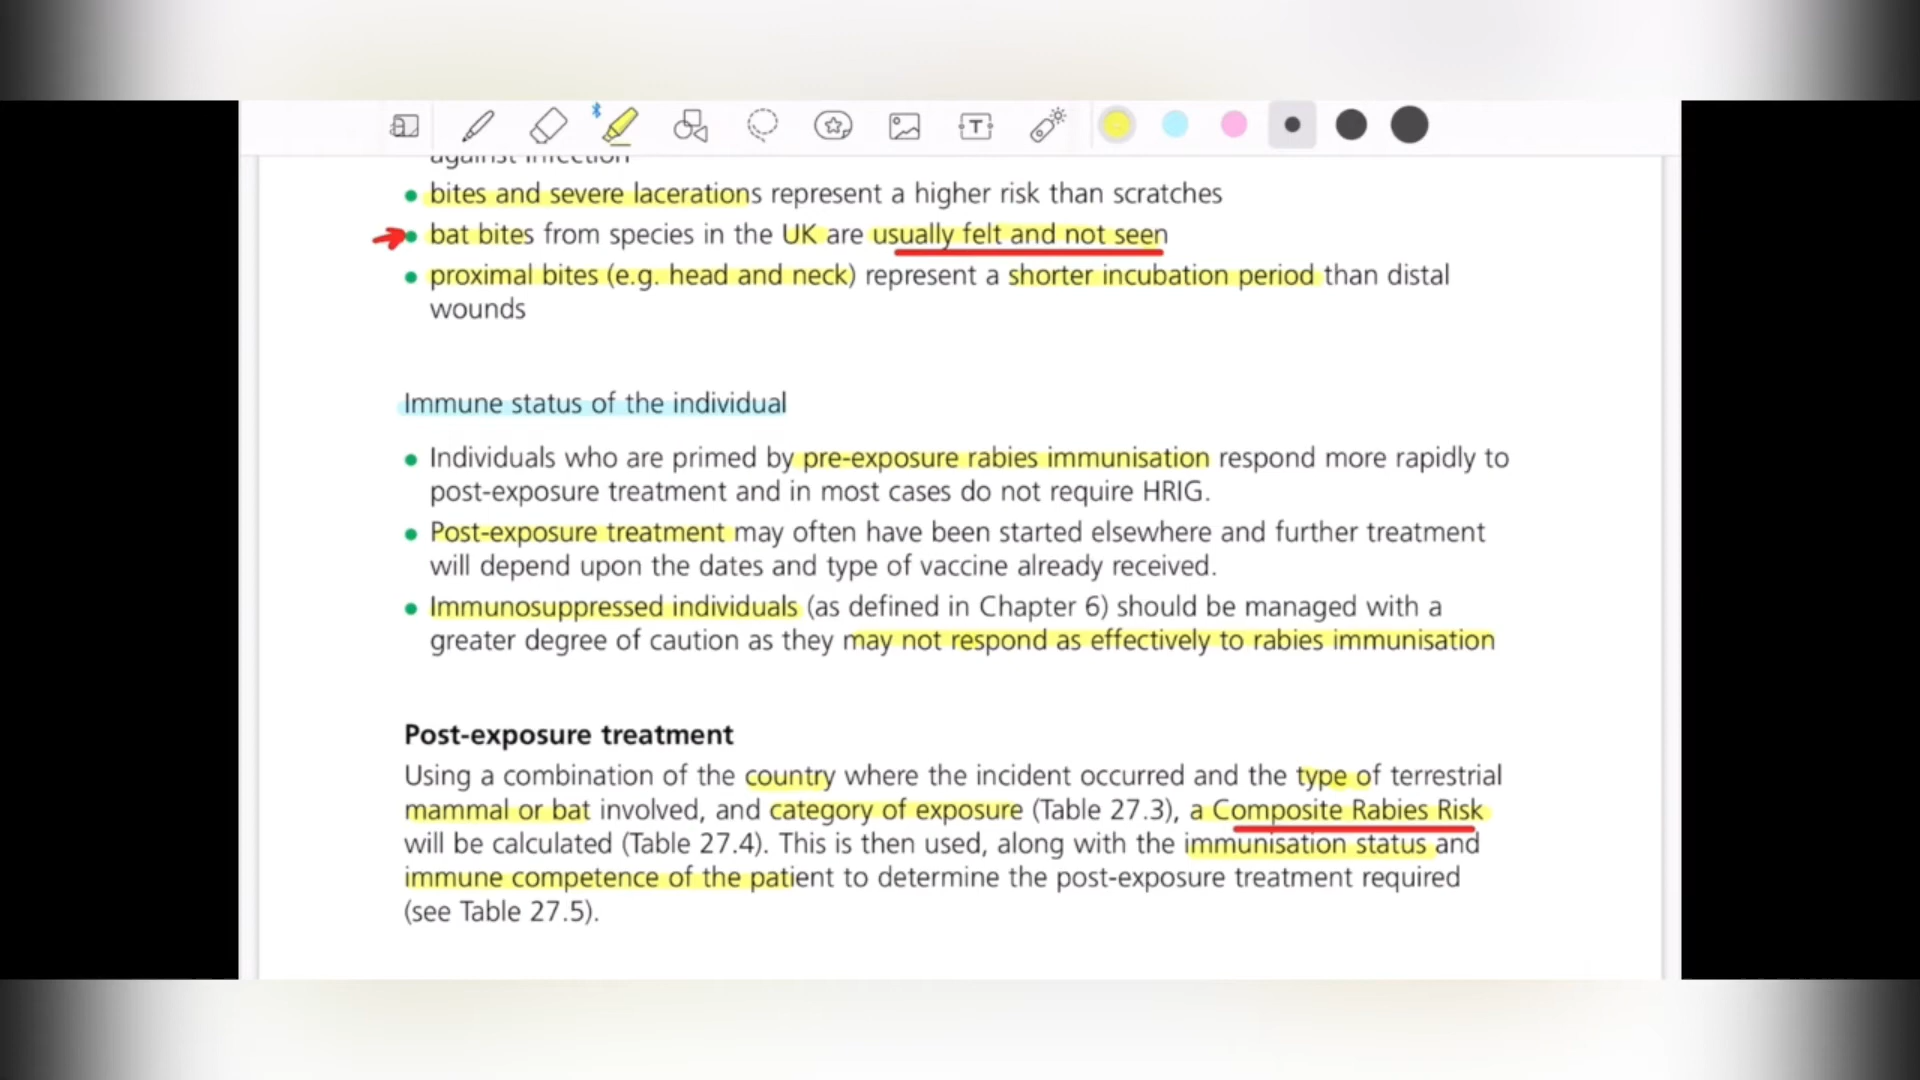 against infection
bites and severe lacerations represent a higher risk than scratches
bat bites from species in the UK are usually felt and not seen
proximal bites (e.g. head and neck) represent a shorter incubation period than distal
wounds
Immune status of the individual
Individuals who are primed by pre-exposure rabies immunisation respond more rapidly to
post-exposure treatment and in most cases do not require HRIG.
Post-exposure treatment may often have been started elsewhere and further treatment
will depend upon the dates and type of vaccine already received.
Immunosuppressed individuals (as defined in Chapter 6) should be managed with a
greater degree of caution as they may not respond as effectively to rabies immunisation
Post-exposure treatment
Using a combination of the country where the incident occurred and the type of terrestrial
mammal or bat involved, and category of exposure (Table 27.3), a Composite Rabies Risk
will be calculated (Table 27.4). This is then used, along with the immunisation status and
immune competence of the patient to determine the post-exposure treatment required
(see Table 27.5).